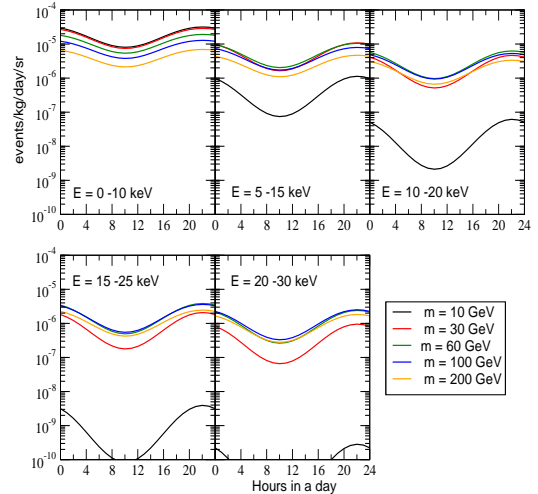 events/kg/day/sr
10^-4
10^-5
10^-6
10^-7
10^-8
10^-9
10^-10
E = 0 -10 keV
E = 5 -15 keV
E = 10 -20 keV
0 4 8 12 16 20 0 4 8 12 16 20 0 4 8 12 16 20 24
Hours in a day
10^-4
10^-5
10^-6
10^-7
10^-8
10^-9
10^-10
E = 15 -25 keV
E = 20 -30 keV
0 4 8 12 16 20 0 4 8 12 16 20 24
Hours in a day
m = 10 GeV
m = 30 GeV
m = 60 GeV
m = 100 GeV
m = 200 GeV